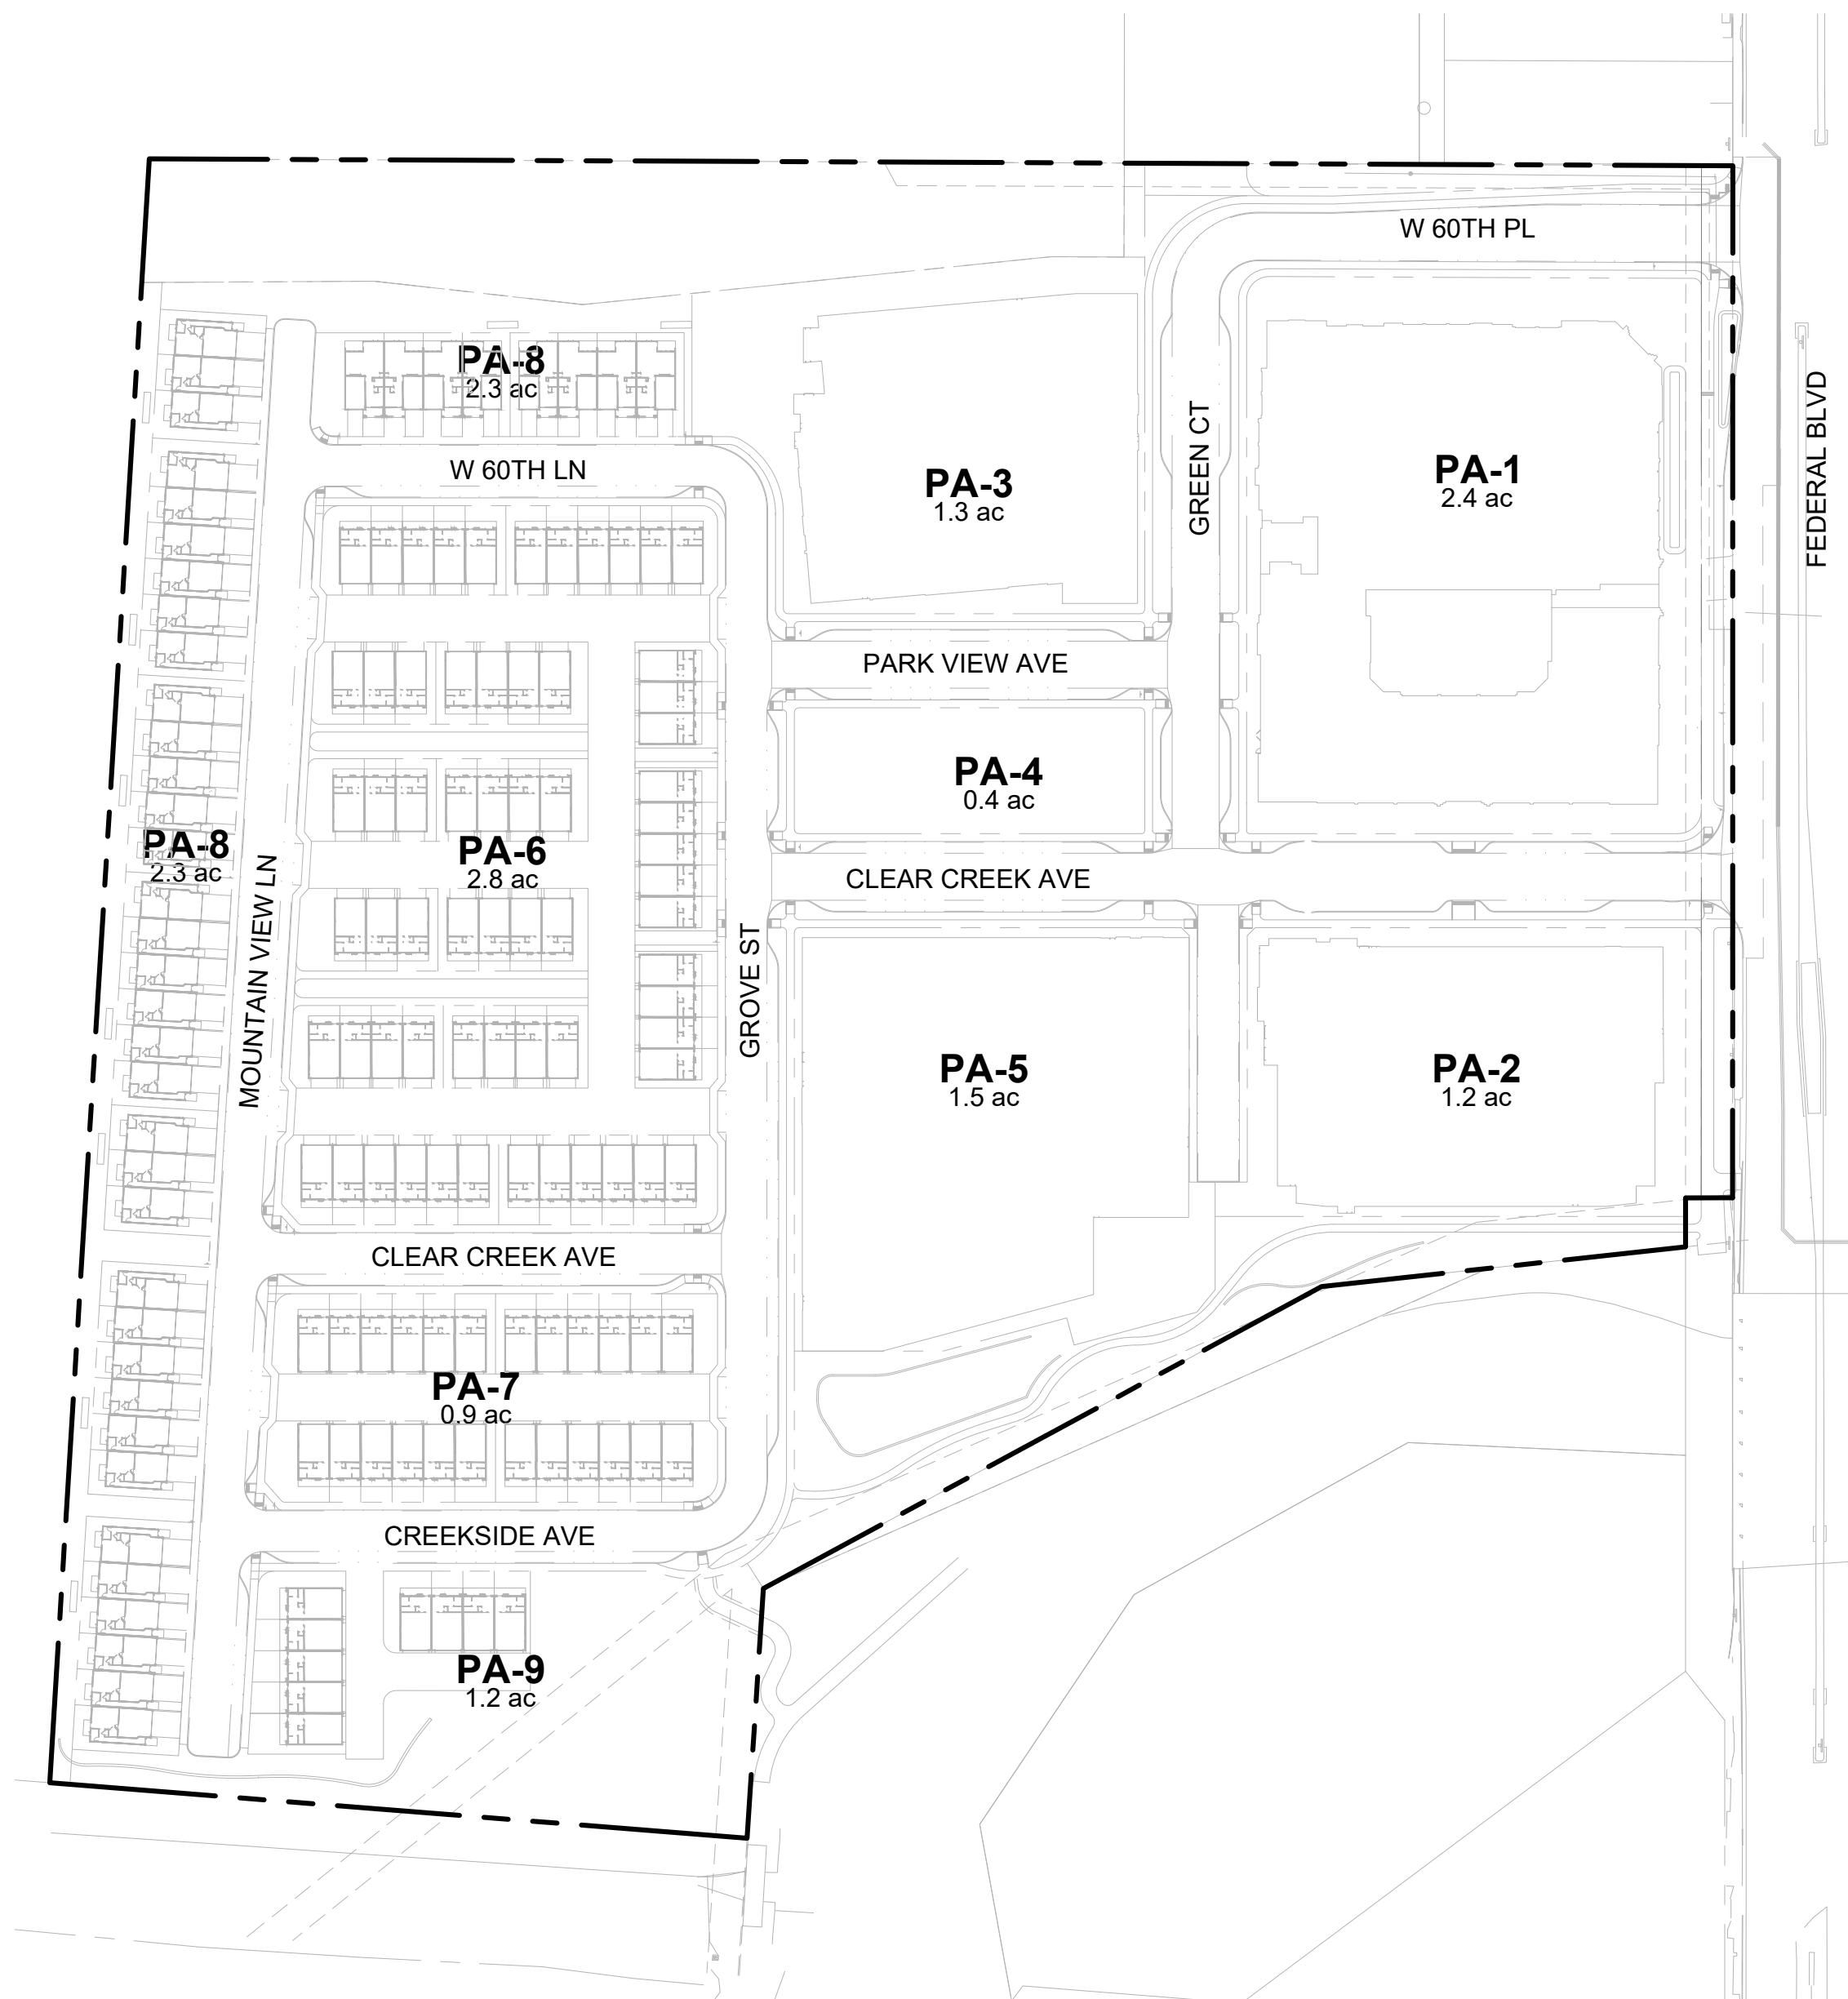 W 60TH PL
PA-8
2.3 ac
W 60TH LN
PA-3
1.3 ac
GREEN CT
PA-1
2.4 ac
FEDERAL BLVD
PARK VIEW AVE
PA-4
0.4 ac
PA-8
2.3 ac
MOUNTAIN VIEW LN
PA-6
2.8 ac
CLEAR CREEK AVE
GROVE ST
PA-5
1.5 ac
PA-2
1.2 ac
CLEAR CREEK AVE
PA-7
0.9 ac
CREEKSIDE AVE
PA-9
1.2 ac